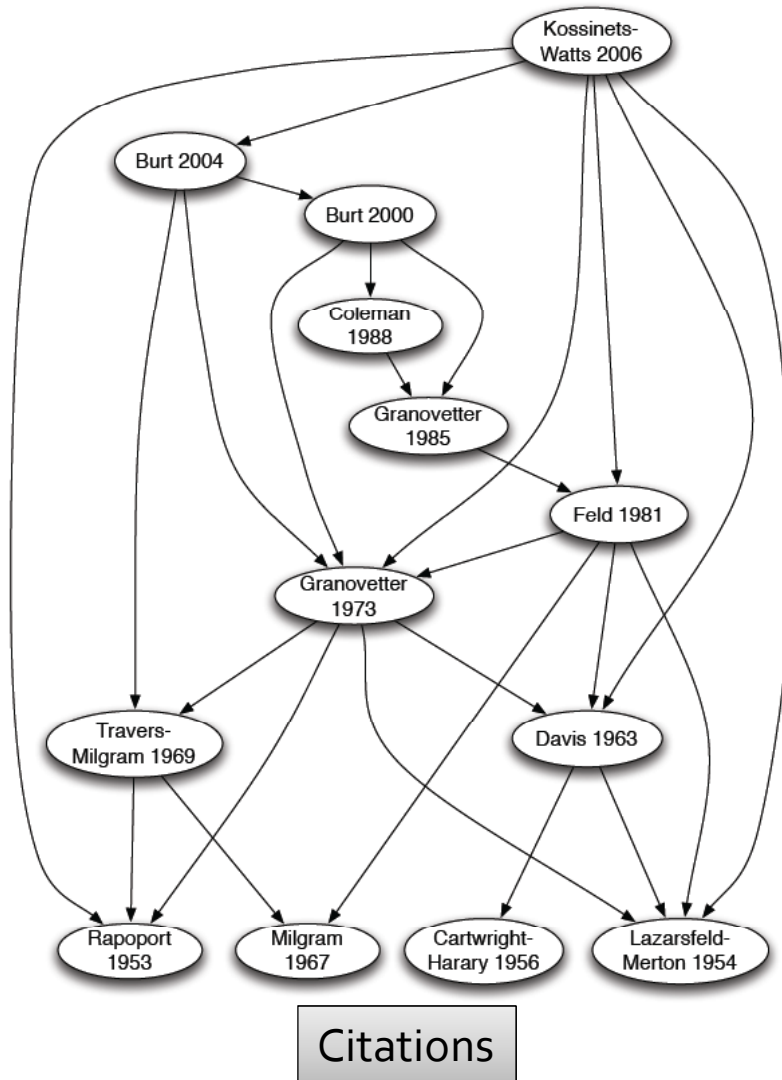 Kossinets-
Watts 2006
Burt 2004
Burt 2000
Coleman
1988
Granovetter
1985
Feld 1981
Granovetter
1973
Travers-
Milgram 1969
Davis 1963
Rapoport
1953
Milgram
1967
Cartwright-
Harary 1956
Lazarsfeld-
Merton 1954
Citations